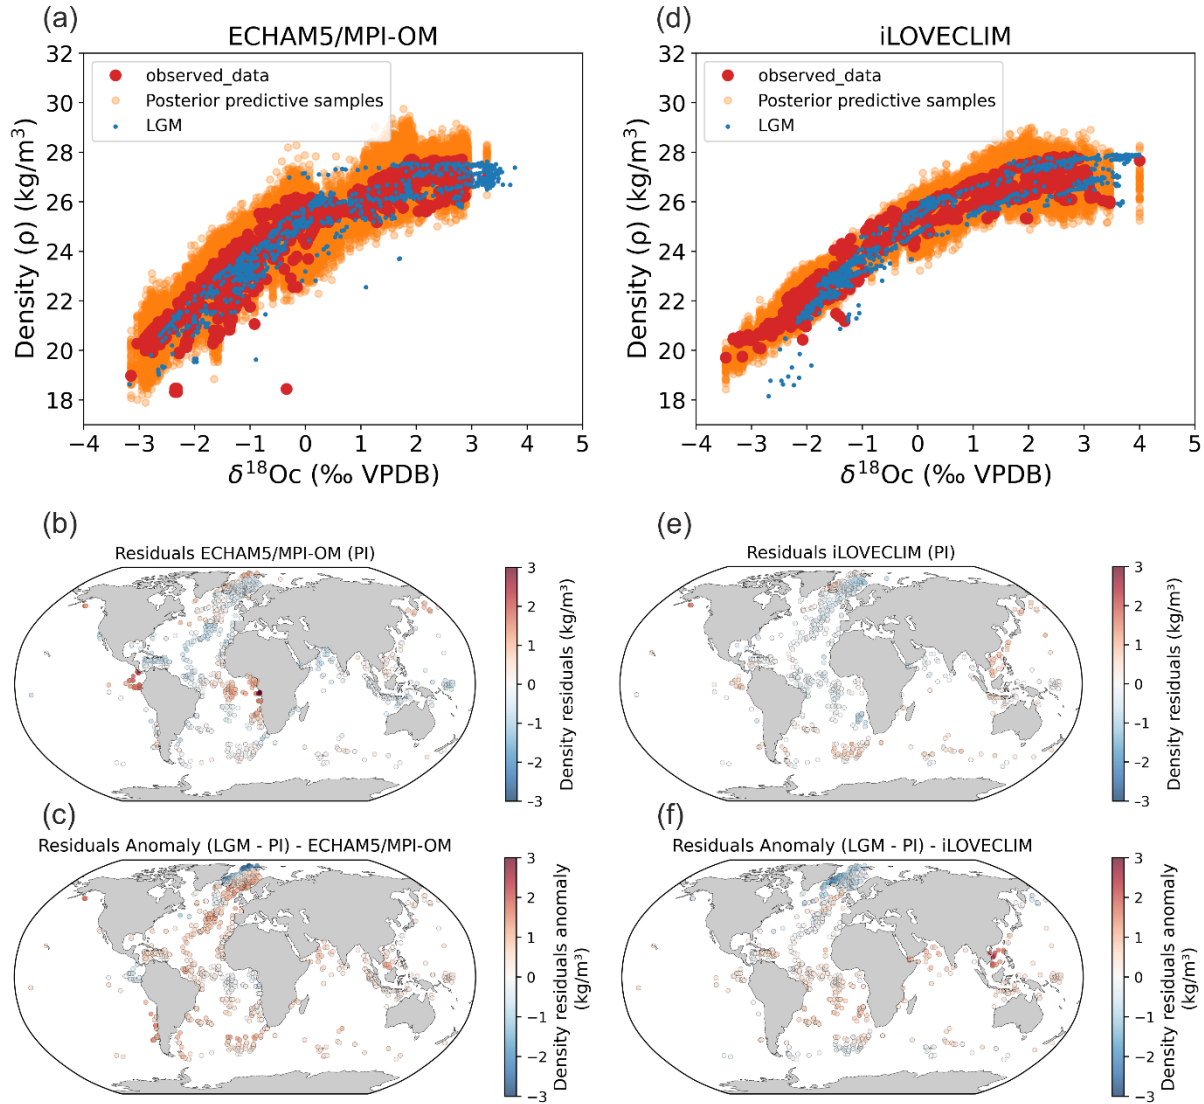 (a)
ECHAM5/MPI-OM
32
30
28
26
24
22
20
18
Density (ρ) (kg/m³)
observed_data
Posterior predictive samples
LGM
−4 −3 −2 −1 0 1 2 3 4 5
δ¹⁸Oc (‰ VPDB)
(d)
iLOVECLIM
32
30
28
26
24
22
20
18
Density (ρ) (kg/m³)
observed_data
Posterior predictive samples
LGM
−4 −3 −2 −1 0 1 2 3 4 5
δ¹⁸Oc (‰ VPDB)
(b)
Residuals ECHAM5/MPI-OM (PI)
3
2
1
0
−1
−2
−3
Density residuals (kg/m³)
(e)
Residuals iLOVECLIM (PI)
3
2
1
0
−1
−2
−3
Density residuals (kg/m³)
(c)
Residuals Anomaly (LGM - PI) - ECHAM5/MPI-OM
3
2
1
0
−1
−2
−3
Density residuals anomaly
(kg/m³)
(f)
Residuals Anomaly (LGM - PI) - iLOVECLIM
3
2
1
0
−1
−2
−3
Density residuals anomaly
(kg/m³)